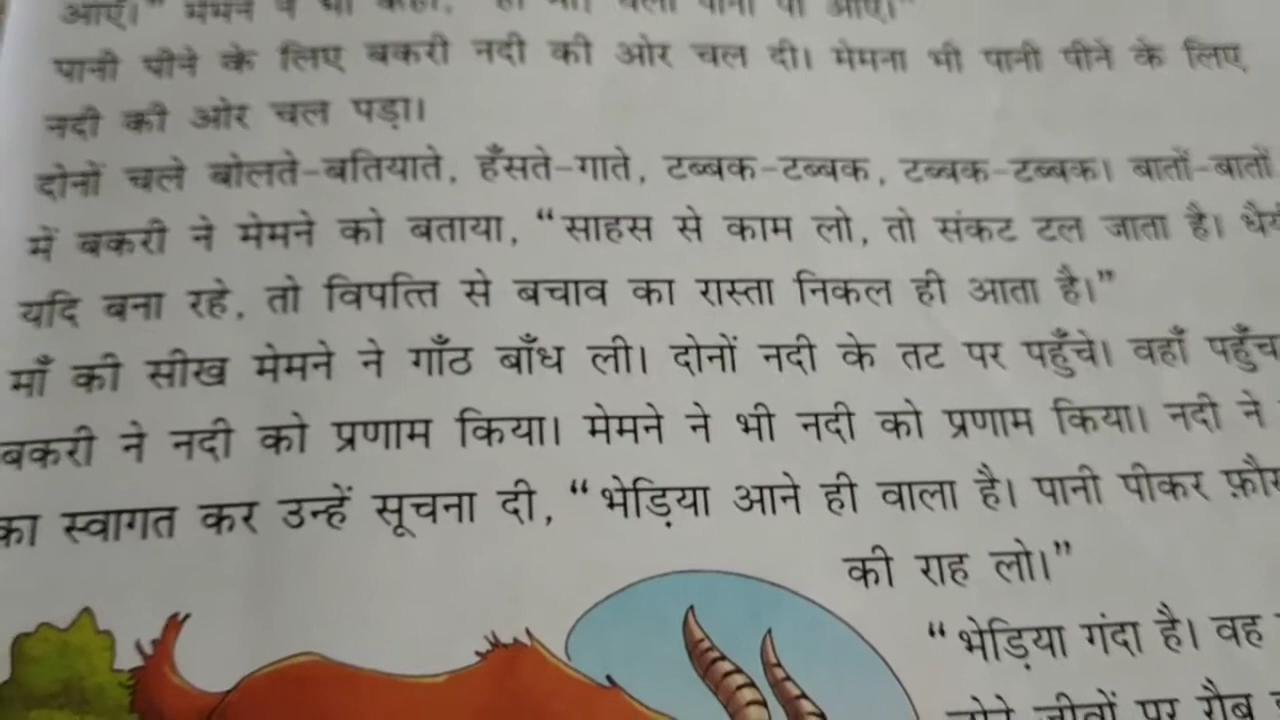 आएँ।" मेमने ने भी कहा, "हाँ माँ। चलो पानी पी आएँ।"
पानी पीने के लिए बकरी नदी की ओर चल दी। मेमना भी पानी पीने के लिए
नदी की ओर चल पड़ा।
दोनों चले बोलते-बतियाते, हँसते-गाते, टब्बक-टब्बक, टब्बक-टब्बक। बातों-बातों
में बकरी ने मेमने को बताया, “साहस से काम लो, तो संकट टल जाता है। धैर्य
यदि बना रहे, तो विपत्ति से बचाव का रास्ता निकल ही आता है।”
माँ की सीख मेमने ने गाँठ बाँध ली। दोनों नदी के तट पर पहुँचे। वहाँ पहुँच
बकरी ने नदी को प्रणाम किया। मेमने ने भी नदी को प्रणाम किया। नदी ने
का स्वागत कर उन्हें सूचना दी, “भेड़िया आने ही वाला है। पानी पीकर
की राह लो।”
“भेड़िया गंदा है। वह
जीवों पर रौब